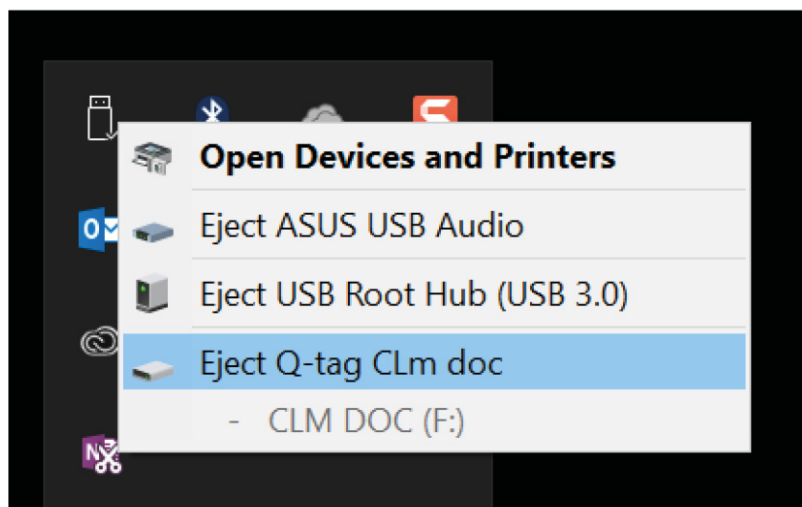 Open Devices and Printers
Eject ASUS USB Audio
Eject USB Root Hub (USB 3.0)
Eject Q-tag CLm doc
- CLM DOC (F:)